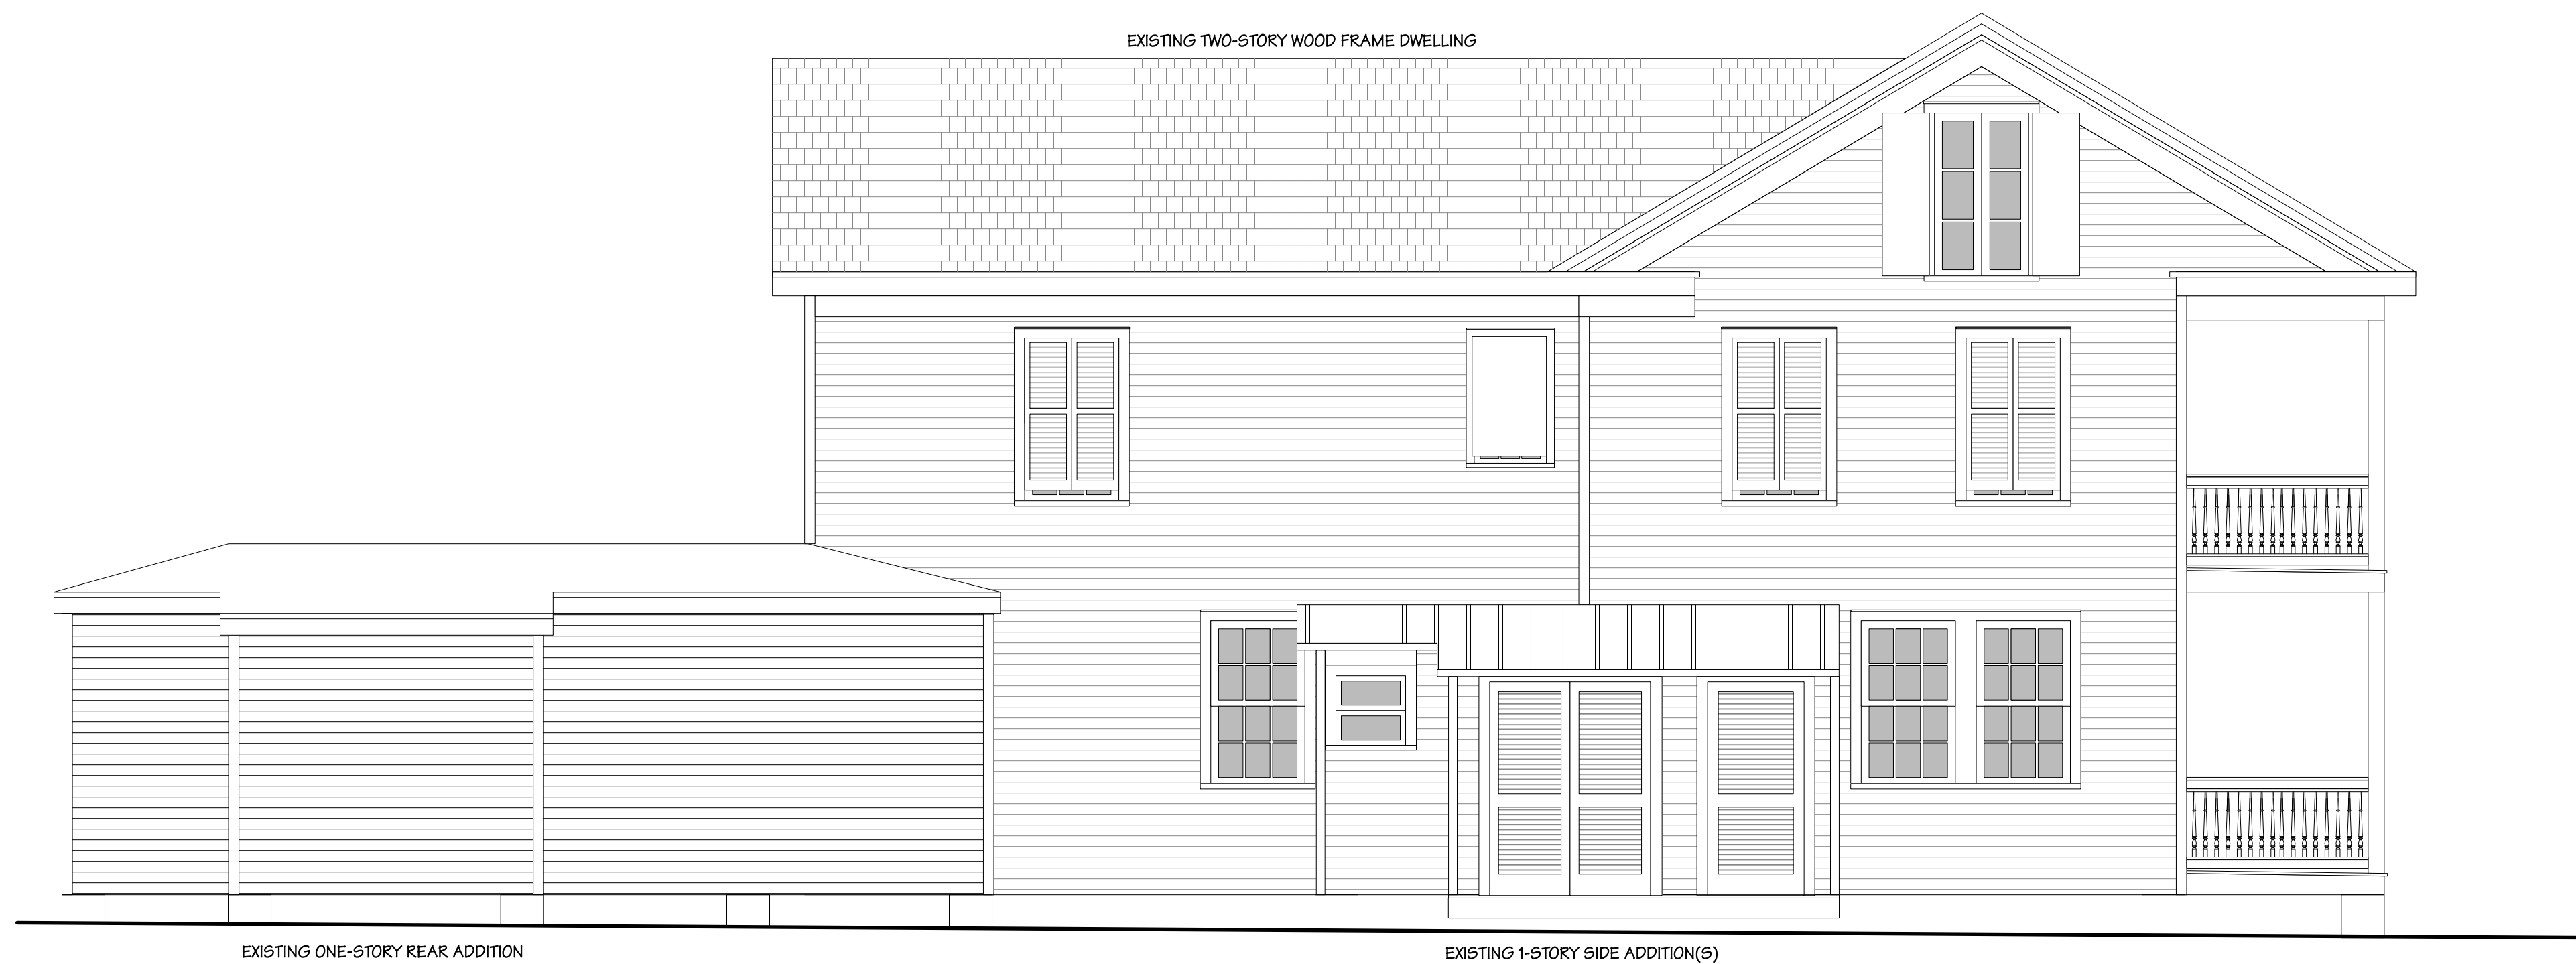 EXISTING TWO-STORY WOOD FRAME DWELLING
EXISTING ONE-STORY REAR ADDITION
EXISTING 1-STORY SIDE ADDITION(S)